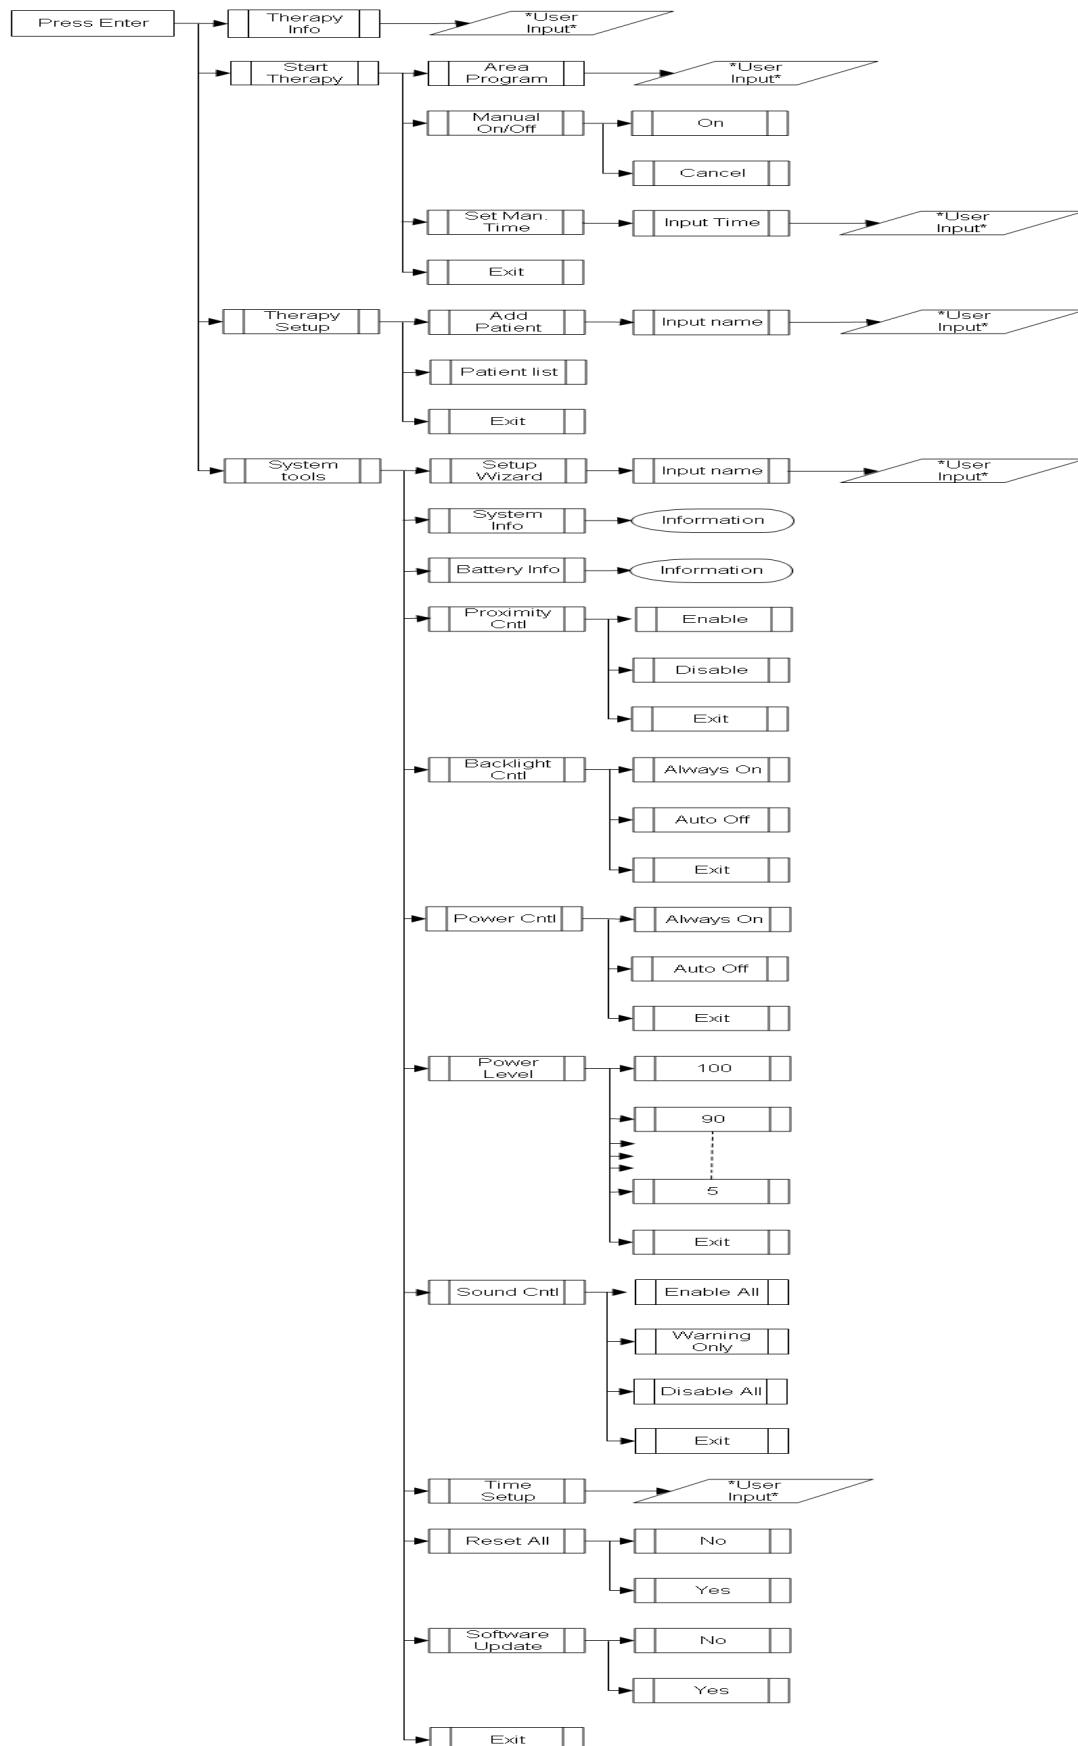 Press Enter
Therapy
Info
*User
Input*
Start
Therapy
Area
Program
*User
Input*
Manual
On/Off
On
Cancel
Set Man.
Time
Input Time
*User
Input*
Exit
Therapy
Setup
Add
Patient
Input name
*User
Input*
Patient list
Exit
System
tools
Setup
Wizard
Input name
*User
Input*
System
Info
Information
Battery Info
Information
Proximity
Cntl
Enable
Disable
Exit
Backlight
Cntl
Always On
Auto Off
Exit
Power Cntl
Always On
Auto Off
Exit
Power
Level
100
90
5
Exit
Sound Cntl
Enable All
Warning
Only
Disable All
Exit
Time
Setup
*User
Input*
Reset All
No
Yes
Software
Update
No
Yes
Exit